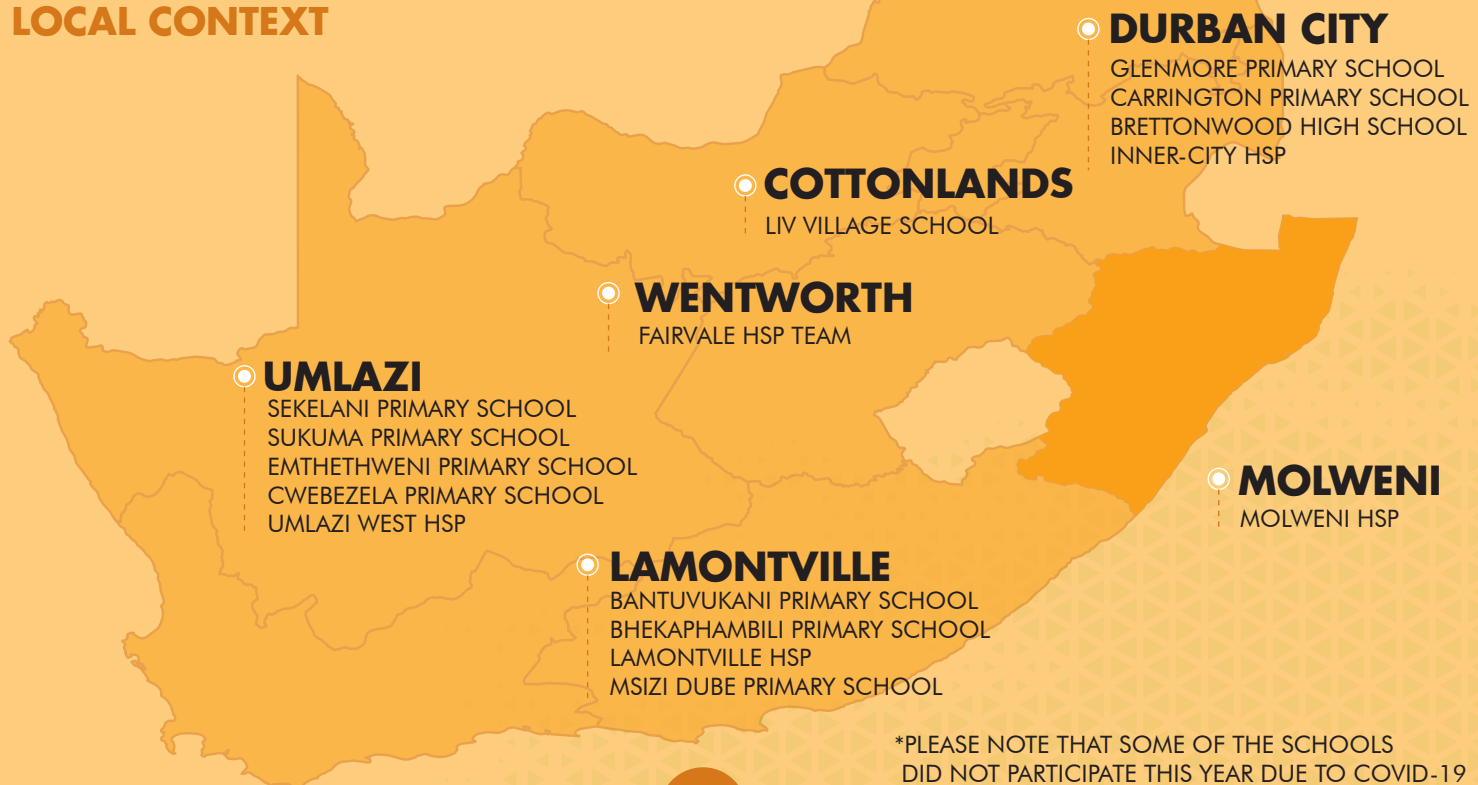 LOCAL CONTEXT
DURBAN CITY
GLENMORE PRIMARY SCHOOL
CARRINGTON PRIMARY SCHOOL
BRETTONWOOD HIGH SCHOOL
INNER-CITY HSP
COTTONLANDS
LIV VILLAGE SCHOOL
WENTWORTH
FAIRVALE HSP TEAM
UMLAZI
SEKELANI PRIMARY SCHOOL
SUKUMA PRIMARY SCHOOL
EMTHETHWENI PRIMARY SCHOOL
CWEBEZELA PRIMARY SCHOOL
UMLAZI WEST HSP
MOLWENI
MOLWENI HSP
LAMONTVILLE
BANTUVUKANI PRIMARY SCHOOL
BHEKAPHAMBILI PRIMARY SCHOOL
LAMONTVILLE HSP
MSIZI DUBE PRIMARY SCHOOL
*PLEASE NOTE THAT SOME OF THE SCHOOLS
DID NOT PARTICIPATE THIS YEAR DUE TO COVID-19